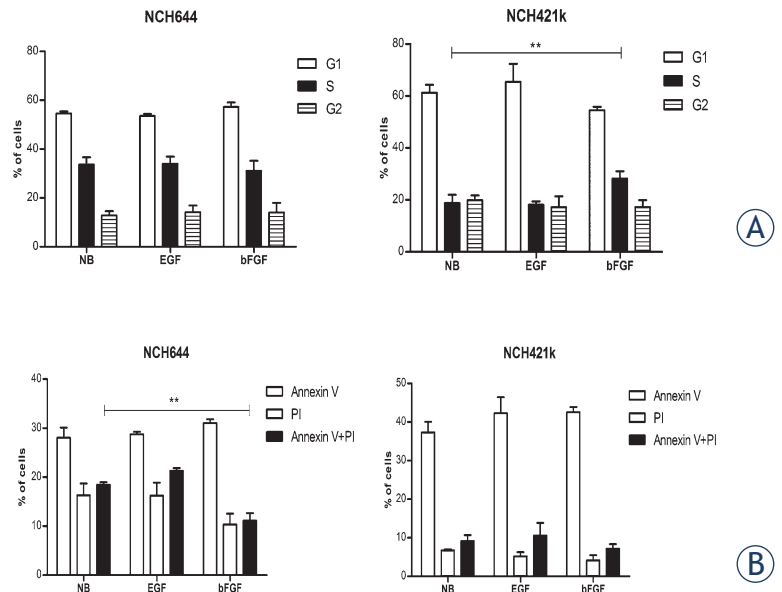 NCH644
% of cells
80
60
40
20
0
NB EGF bFGF
G1
S
G2
NCH421k
% of cells
80
60
40
20
0
**
NB EGF bFGF
G1
S
G2
A
NCH644
% of cells
40
30
20
10
0
**
NB EGF bFGF
Annexin V
PI
Annexin V+PI
NCH421k
% of cells
50
40
30
20
10
0
NB EGF bFGF
Annexin V
PI
Annexin V+PI
B